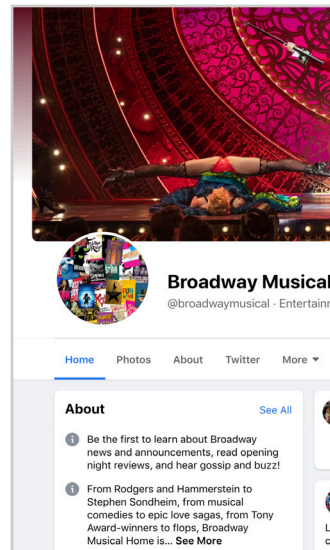 Broadway Musical
@broadwaymusical · Entertainm
Home Photos About Twitter More
About See All
Be the first to learn about Broadway
news and announcements, read opening
night reviews, and hear gossip and buzz!
From Rodgers and Hammerstein to
Stephen Sondheim, from musical
comedies to epic love sagas, from Tony
Award-winners to flops, Broadway
Musical Home is... See More